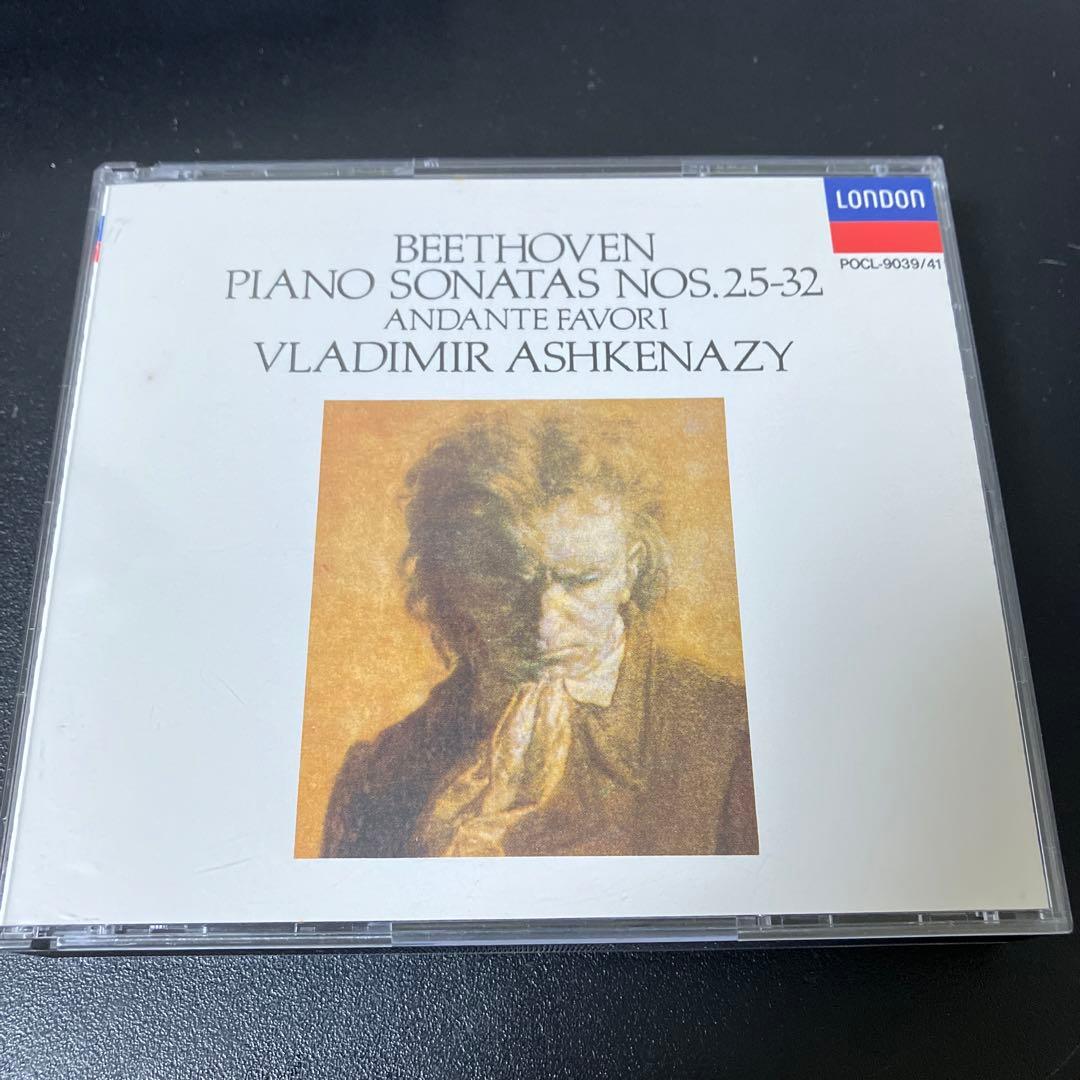 LONDON
POCL-9039/41
BEETHOVEN
PIANO SONATAS NOS.25-32
ANDANTE FAVORI
VLADIMIR ASHKENAZY